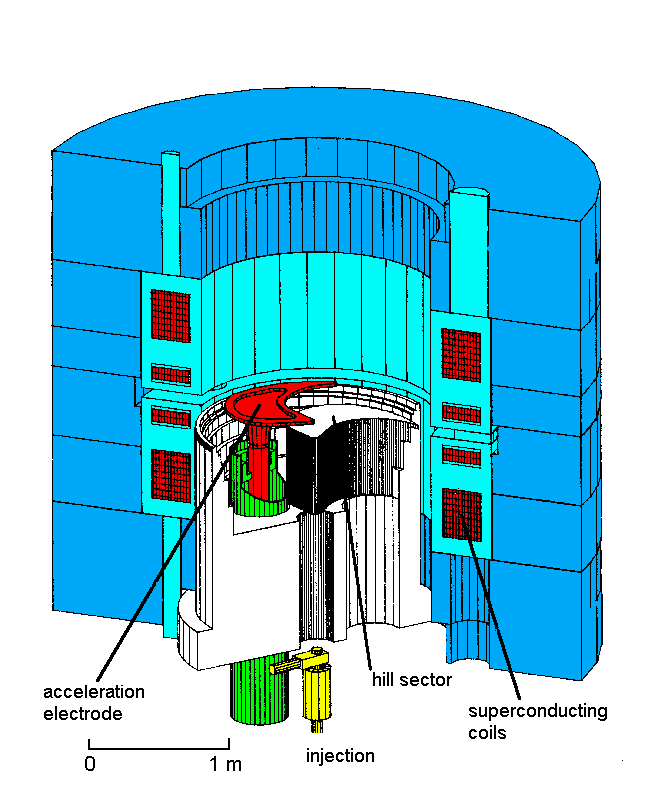 acceleration
electrode
hill sector
superconducting
coils
injection
0 1 m